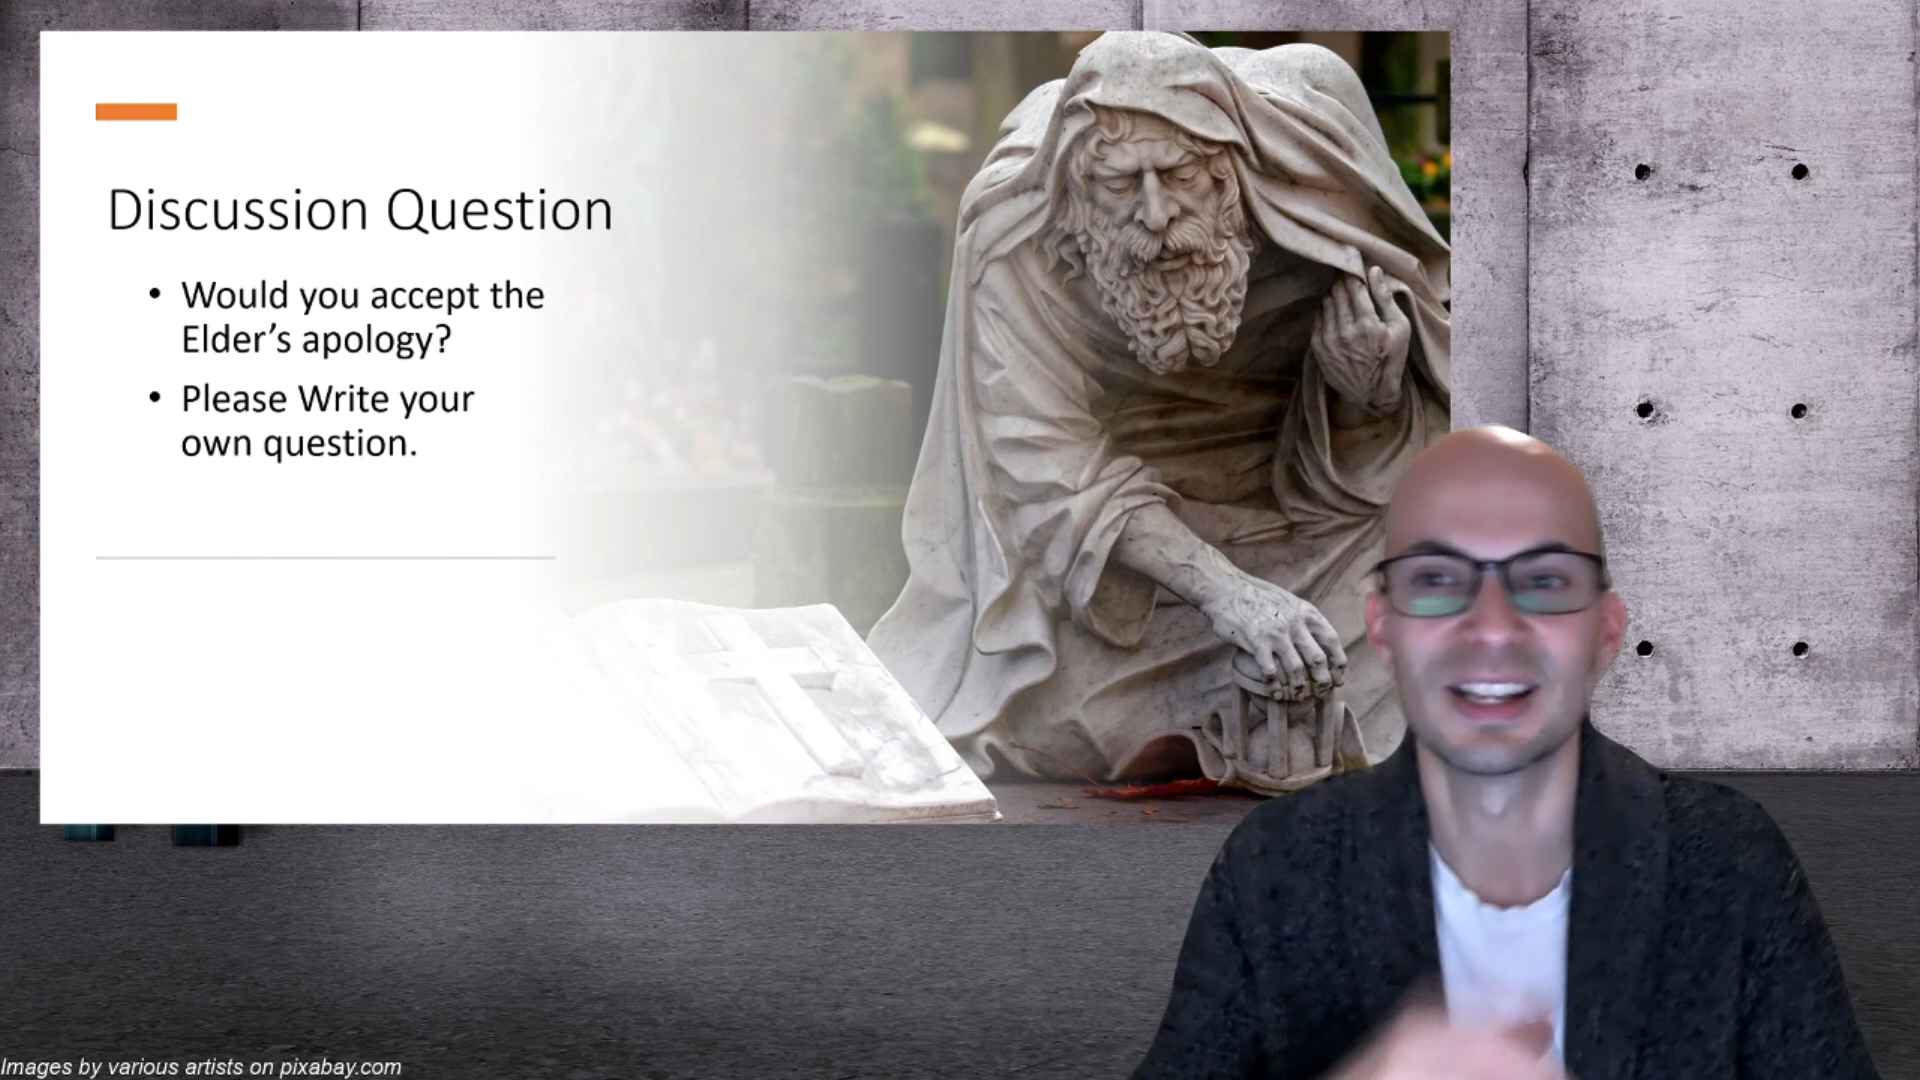 Discussion Question
• Would you accept the
Elder’s apology?
• Please Write your
own question.
Images by various artists on pixabay.com